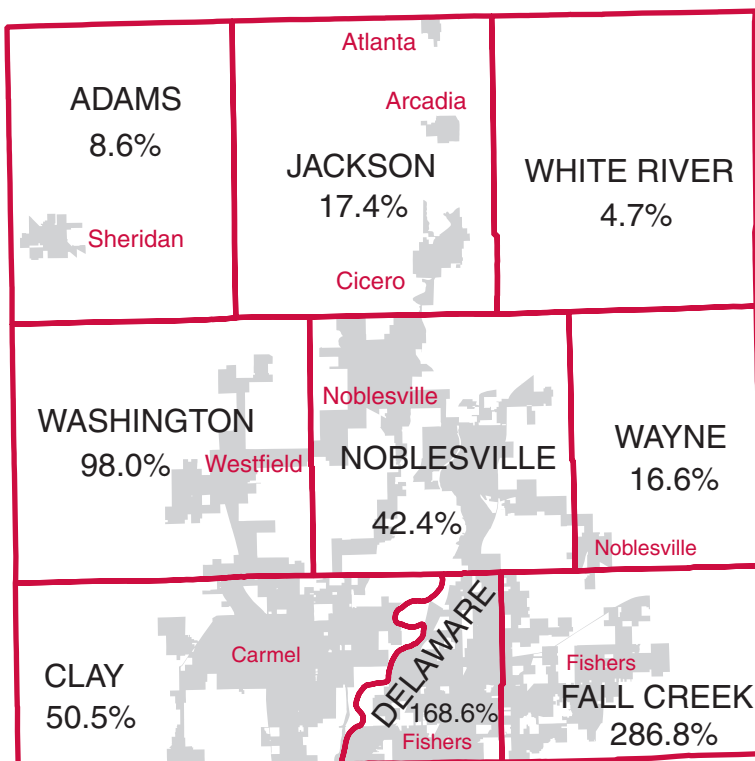 Atlanta
ADAMS
8.6%
Arcadia
JACKSON
17.4%
WHITE RIVER
4.7%
Sheridan
Cicero
WASHINGTON
98.0%
Westfield
Noblesville
NOBLESVILLE
42.4%
WAYNE
16.6%
Noblesville
CLAY
50.5%
Carmel
DELAWARE
168.6%
Fishers
Fishers
FALL CREEK
286.8%